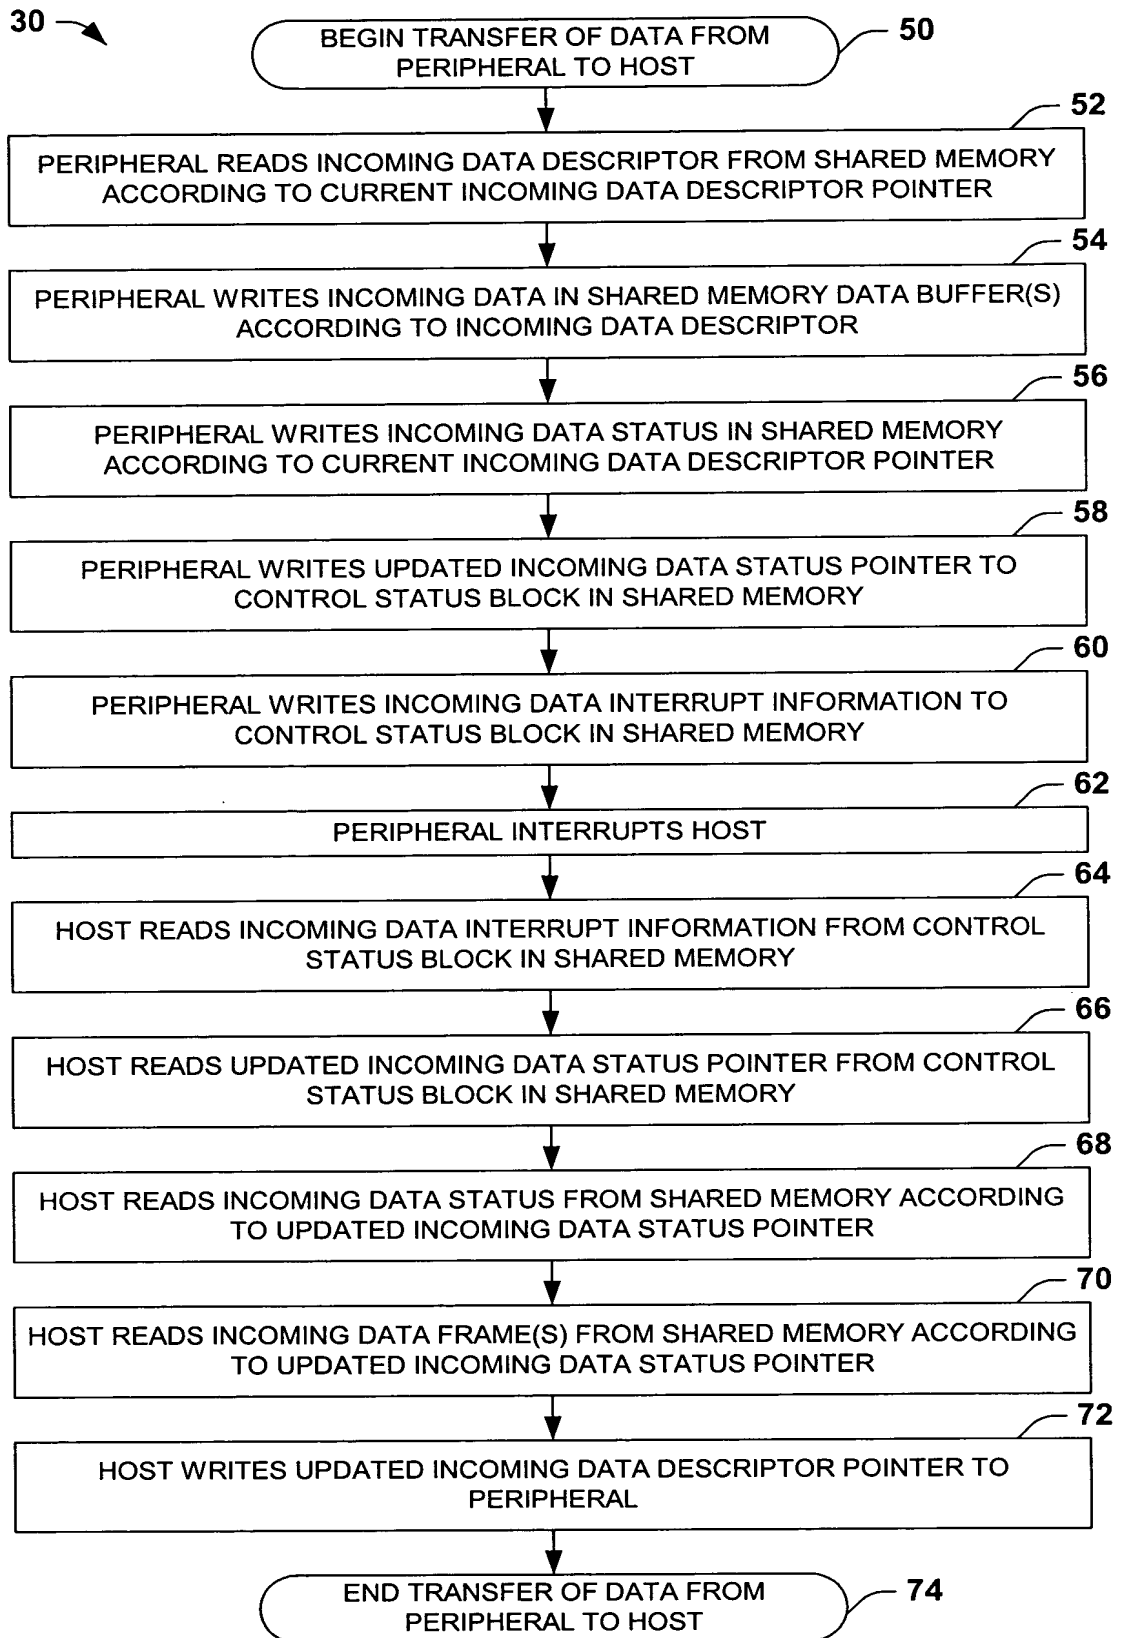 30
BEGIN TRANSFER OF DATA FROM
PERIPHERAL TO HOST
50
52
PERIPHERAL READS INCOMING DATA DESCRIPTOR FROM SHARED MEMORY
ACCORDING TO CURRENT INCOMING DATA DESCRIPTOR POINTER
54
PERIPHERAL WRITES INCOMING DATA IN SHARED MEMORY DATA BUFFER(S)
ACCORDING TO INCOMING DATA DESCRIPTOR
56
PERIPHERAL WRITES INCOMING DATA STATUS IN SHARED MEMORY
ACCORDING TO CURRENT INCOMING DATA DESCRIPTOR POINTER
58
PERIPHERAL WRITES UPDATED INCOMING DATA STATUS POINTER TO
CONTROL STATUS BLOCK IN SHARED MEMORY
60
PERIPHERAL WRITES INCOMING DATA INTERRUPT INFORMATION TO
CONTROL STATUS BLOCK IN SHARED MEMORY
62
PERIPHERAL INTERRUPTS HOST
64
HOST READS INCOMING DATA INTERRUPT INFORMATION FROM CONTROL
STATUS BLOCK IN SHARED MEMORY
66
HOST READS UPDATED INCOMING DATA STATUS POINTER FROM CONTROL
STATUS BLOCK IN SHARED MEMORY
68
HOST READS INCOMING DATA STATUS FROM SHARED MEMORY ACCORDING
TO UPDATED INCOMING DATA STATUS POINTER
70
HOST READS INCOMING DATA FRAME(S) FROM SHARED MEMORY ACCORDING
TO UPDATED INCOMING DATA STATUS POINTER
72
HOST WRITES UPDATED INCOMING DATA DESCRIPTOR POINTER TO
PERIPHERAL
END TRANSFER OF DATA FROM
PERIPHERAL TO HOST
74